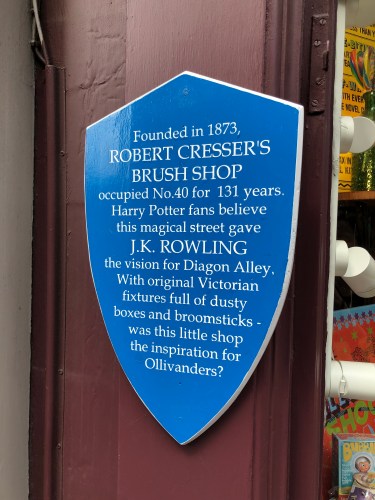 Founded in 1873,
ROBERT CRESSER'S
BRUSH SHOP
occupied No.40 for 131 years.
Harry Potter fans believe
this magical street gave
J.K. ROWLING
the vision for Diagon Alley,
With original Victorian
fixtures full of dusty
boxes and broomsticks -
was this little shop
the inspiration for
Ollivanders?